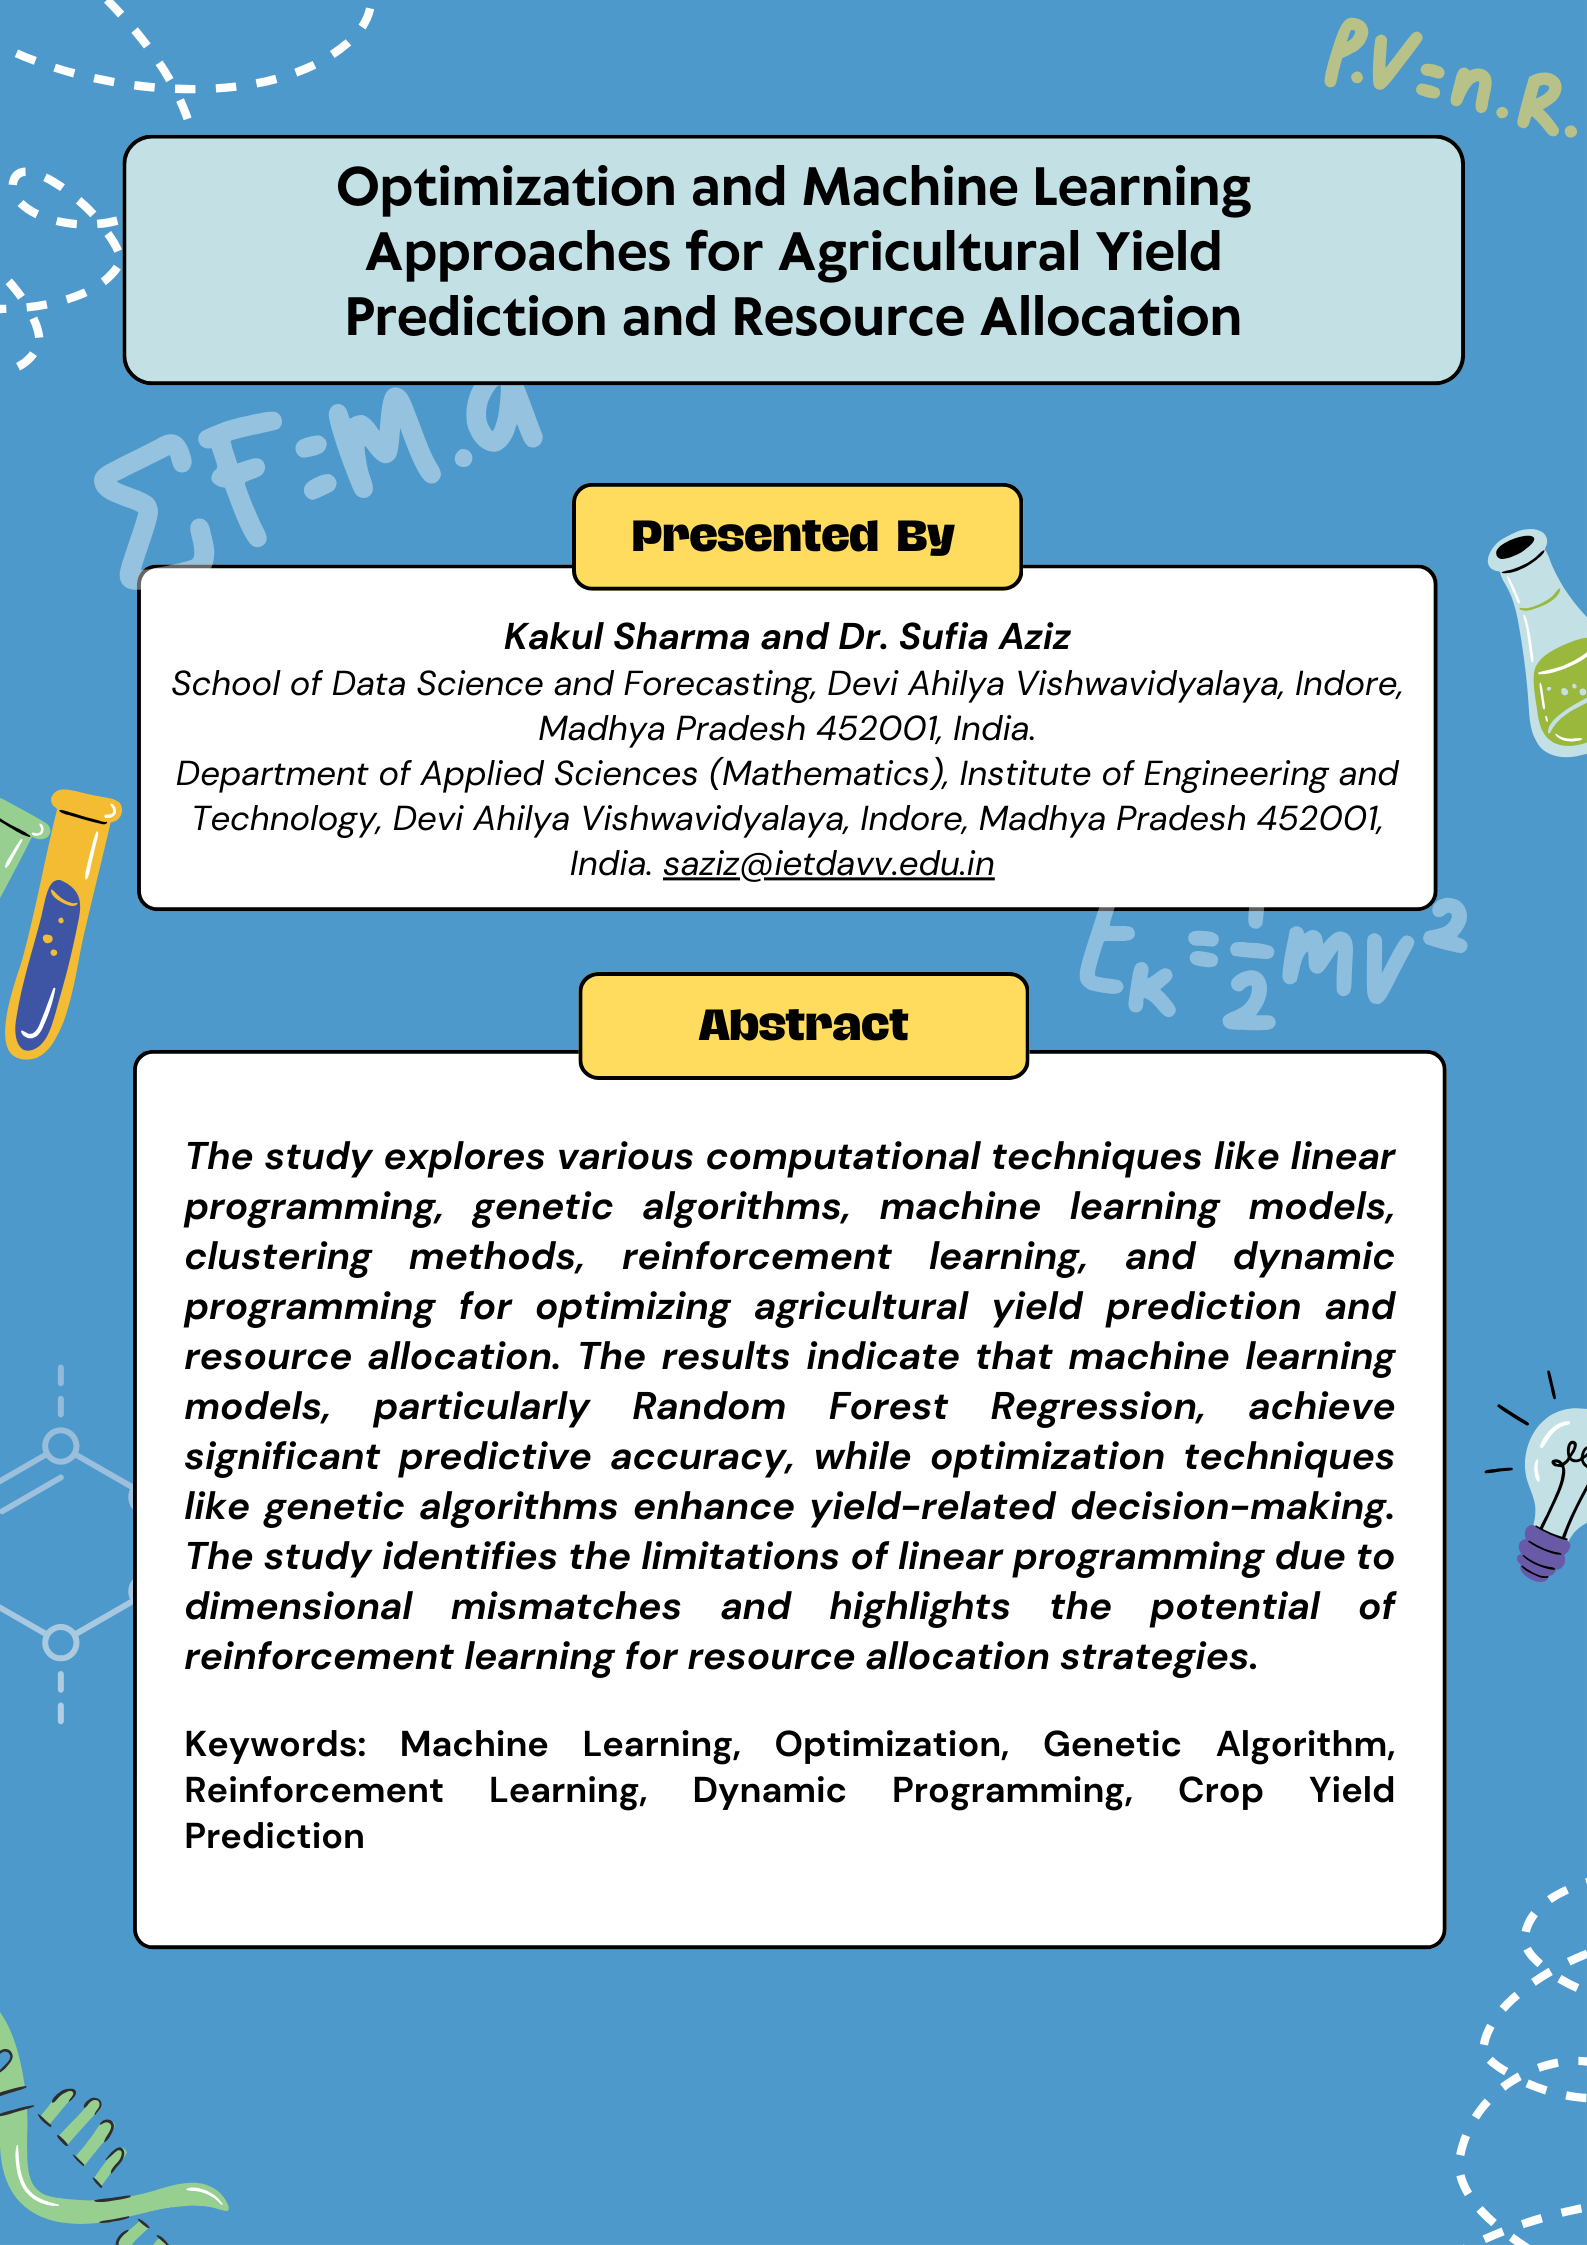 P.V=n.R.
Optimization and Machine Learning
Approaches for Agricultural Yield
Prediction and Resource Allocation
ΣF=M.a
Presented By
Kakul Sharma and Dr. Sufia Aziz
School of Data Science and Forecasting, Devi Ahilya Vishwavidyalaya, Indore,
Madhya Pradesh 452001, India.
Department of Applied Sciences (Mathematics), Institute of Engineering and
Technology, Devi Ahilya Vishwavidyalaya, Indore, Madhya Pradesh 452001,
India. saziz@ietdavv.edu.in
Eₖ=½mv²
Abstract
The study explores various computational techniques like linear
programming, genetic algorithms, machine learning models,
clustering methods, reinforcement learning, and dynamic
programming for optimizing agricultural yield prediction and
resource allocation. The results indicate that machine learning
models, particularly Random Forest Regression, achieve
significant predictive accuracy, while optimization techniques
like genetic algorithms enhance yield-related decision-making.
The study identifies the limitations of linear programming due to
dimensional mismatches and highlights the potential of
reinforcement learning for resource allocation strategies.
Keywords: Machine Learning, Optimization, Genetic Algorithm,
Reinforcement Learning, Dynamic Programming, Crop Yield
Prediction